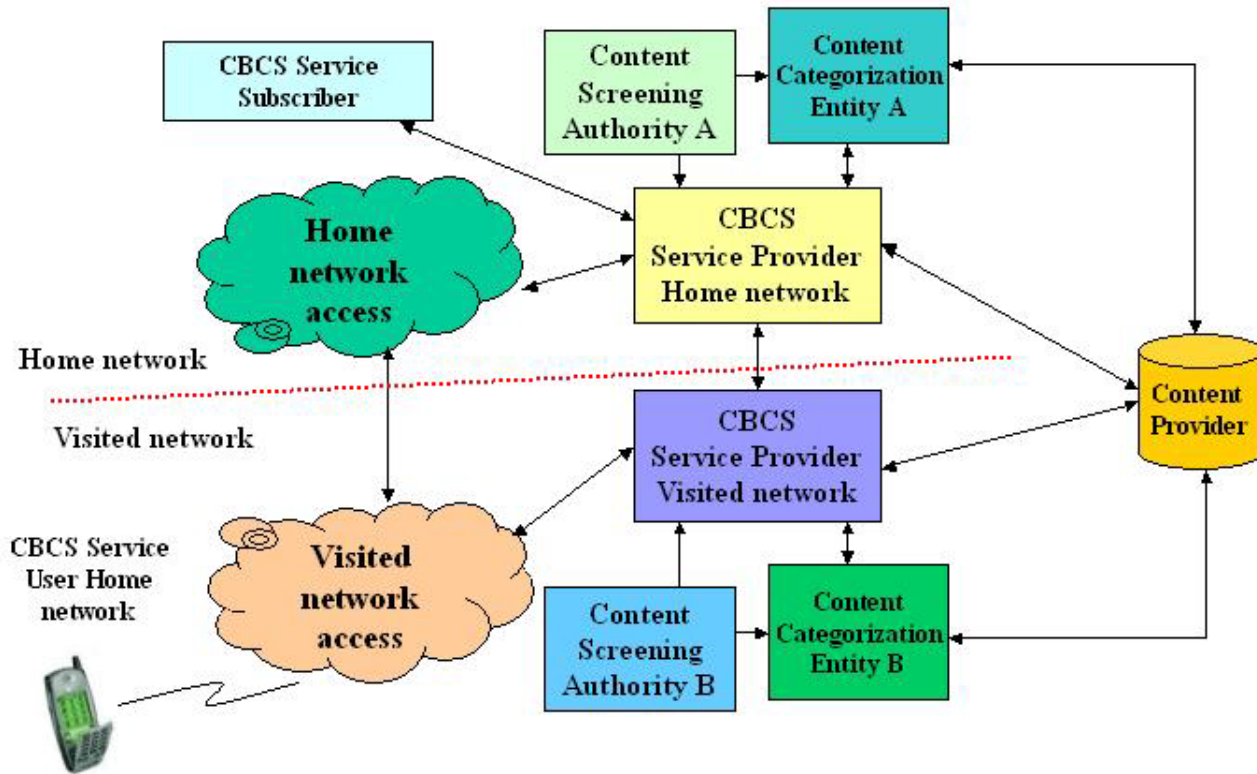 CBCS Service
Subscriber
Content
Screening
Authority A
Content
Categorization
Entity A
Home
network
access
CBCS
Service Provider
Home network
Home network
Visited network
Content
Provider
CBCS
Service Provider
Visited network
CBCS Service
User Home
network
Visited
network
access
Content
Screening
Authority B
Content
Categorization
Entity B